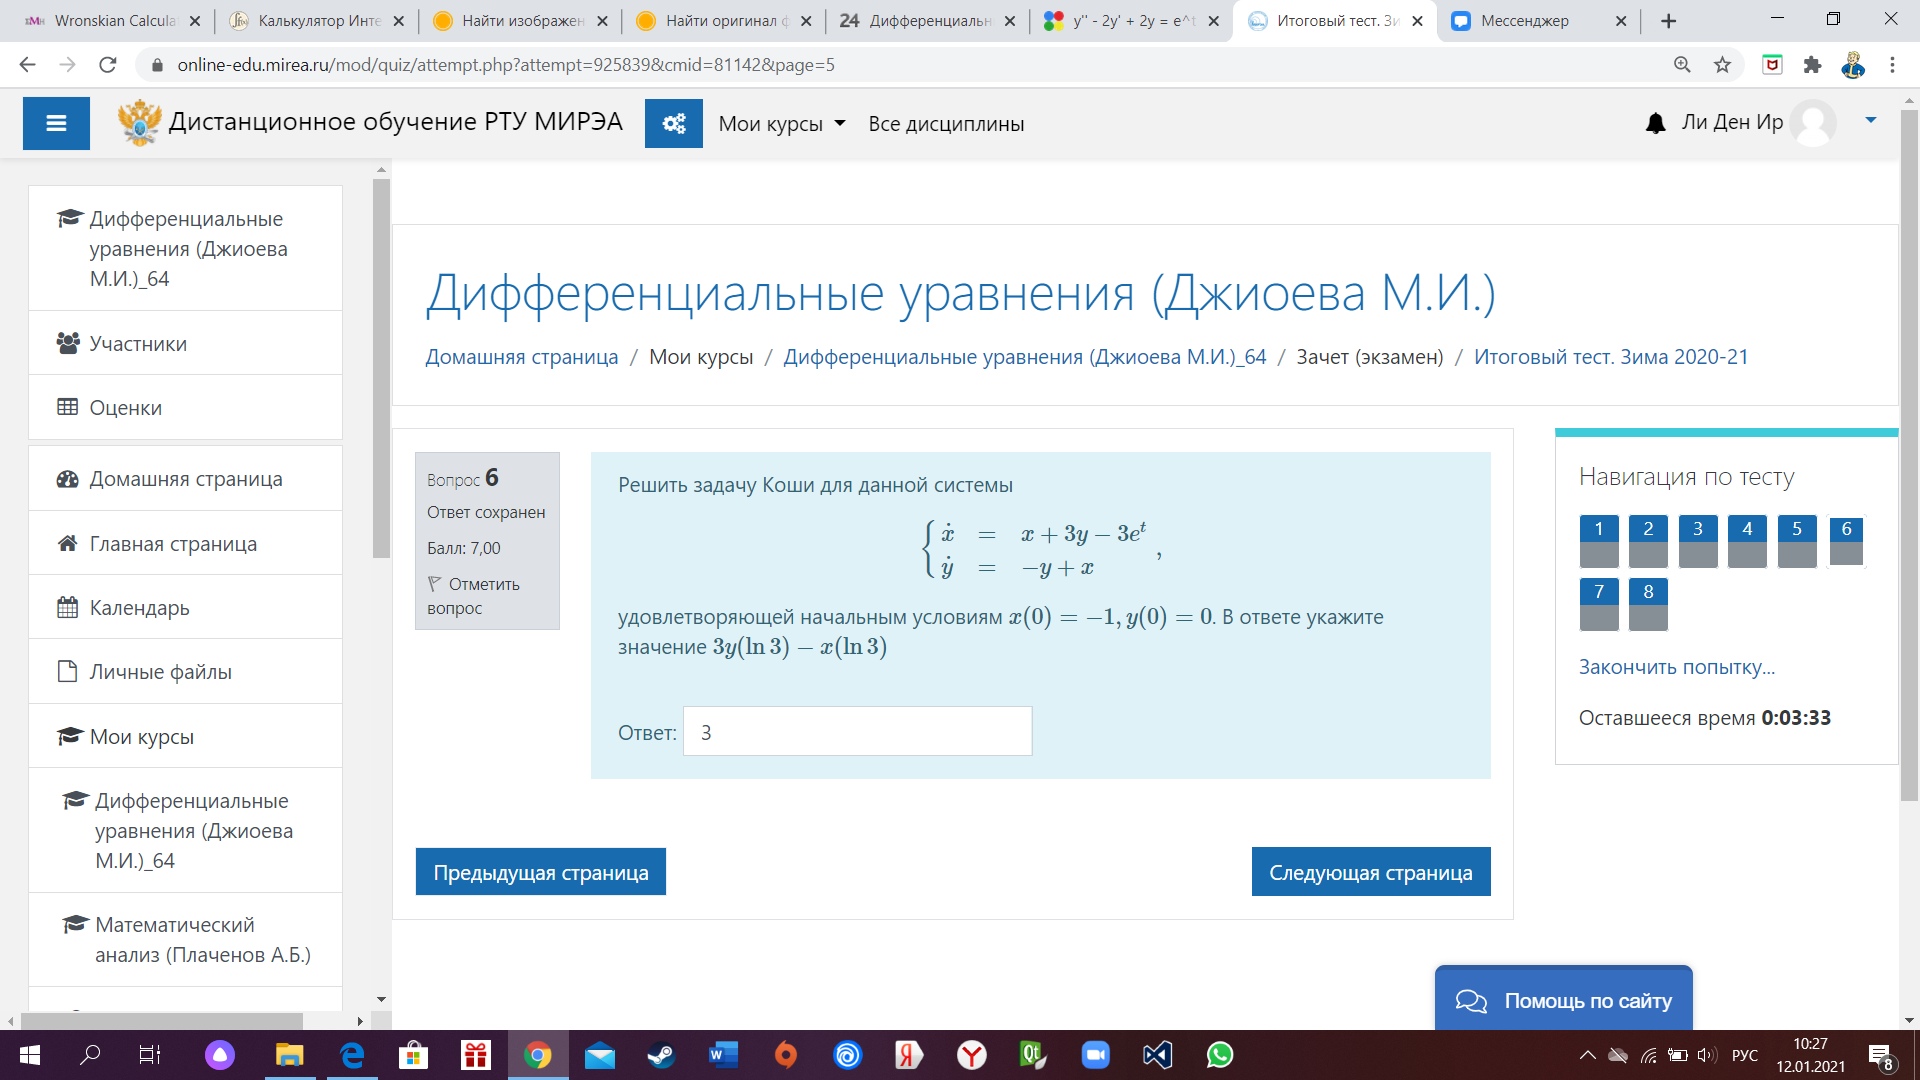 Wronskian Calcula
Калькулятор Инте
Найти изображен
Найти оригинал ф
24 Дифференциальн
y'' - 2y' + 2y = e^t
Итоговый тест. Зи
Мессенджер
online-edu.mirea.ru/mod/quiz/attempt.php?attempt=925839&cmid=81142&page=5
Дистанционное обучение РТУ МИРЭА
Мои курсы
Все дисциплины
Ли Ден Ир
Дифференциальные
уравнения (Джиоева
М.И.)_64
Участники
Оценки
Домашняя страница
Главная страница
Календарь
Личные файлы
Мои курсы
Дифференциальные
уравнения (Джиоева
М.И.)_64
Математический
анализ (Плаченов А.Б.)
Дифференциальные уравнения (Джиоева М.И.)
Домашняя страница / Мои курсы / Дифференциальные уравнения (Джиоева М.И.)_64 / Зачет (экзамен) / Итоговый тест. Зима 2020-21
Вопрос 6
Ответ сохранен
Балл: 7,00
Отметить
вопрос
Решить задачу Коши для данной системы
ẋ = x + 3y − 3eᵗ
ẏ = −y + x ,
удовлетворяющей начальным условиям x(0) = −1, y(0) = 0. В ответе укажите
значение 3y(ln 3) − x(ln 3)
Ответ: 3
Предыдущая страница
Следующая страница
Навигация по тесту
1 2 3 4 5 6
7 8
Закончить попытку...
Оставшееся время 0:03:33
Помощь по сайту
РУС
10:27
12.01.2021
8